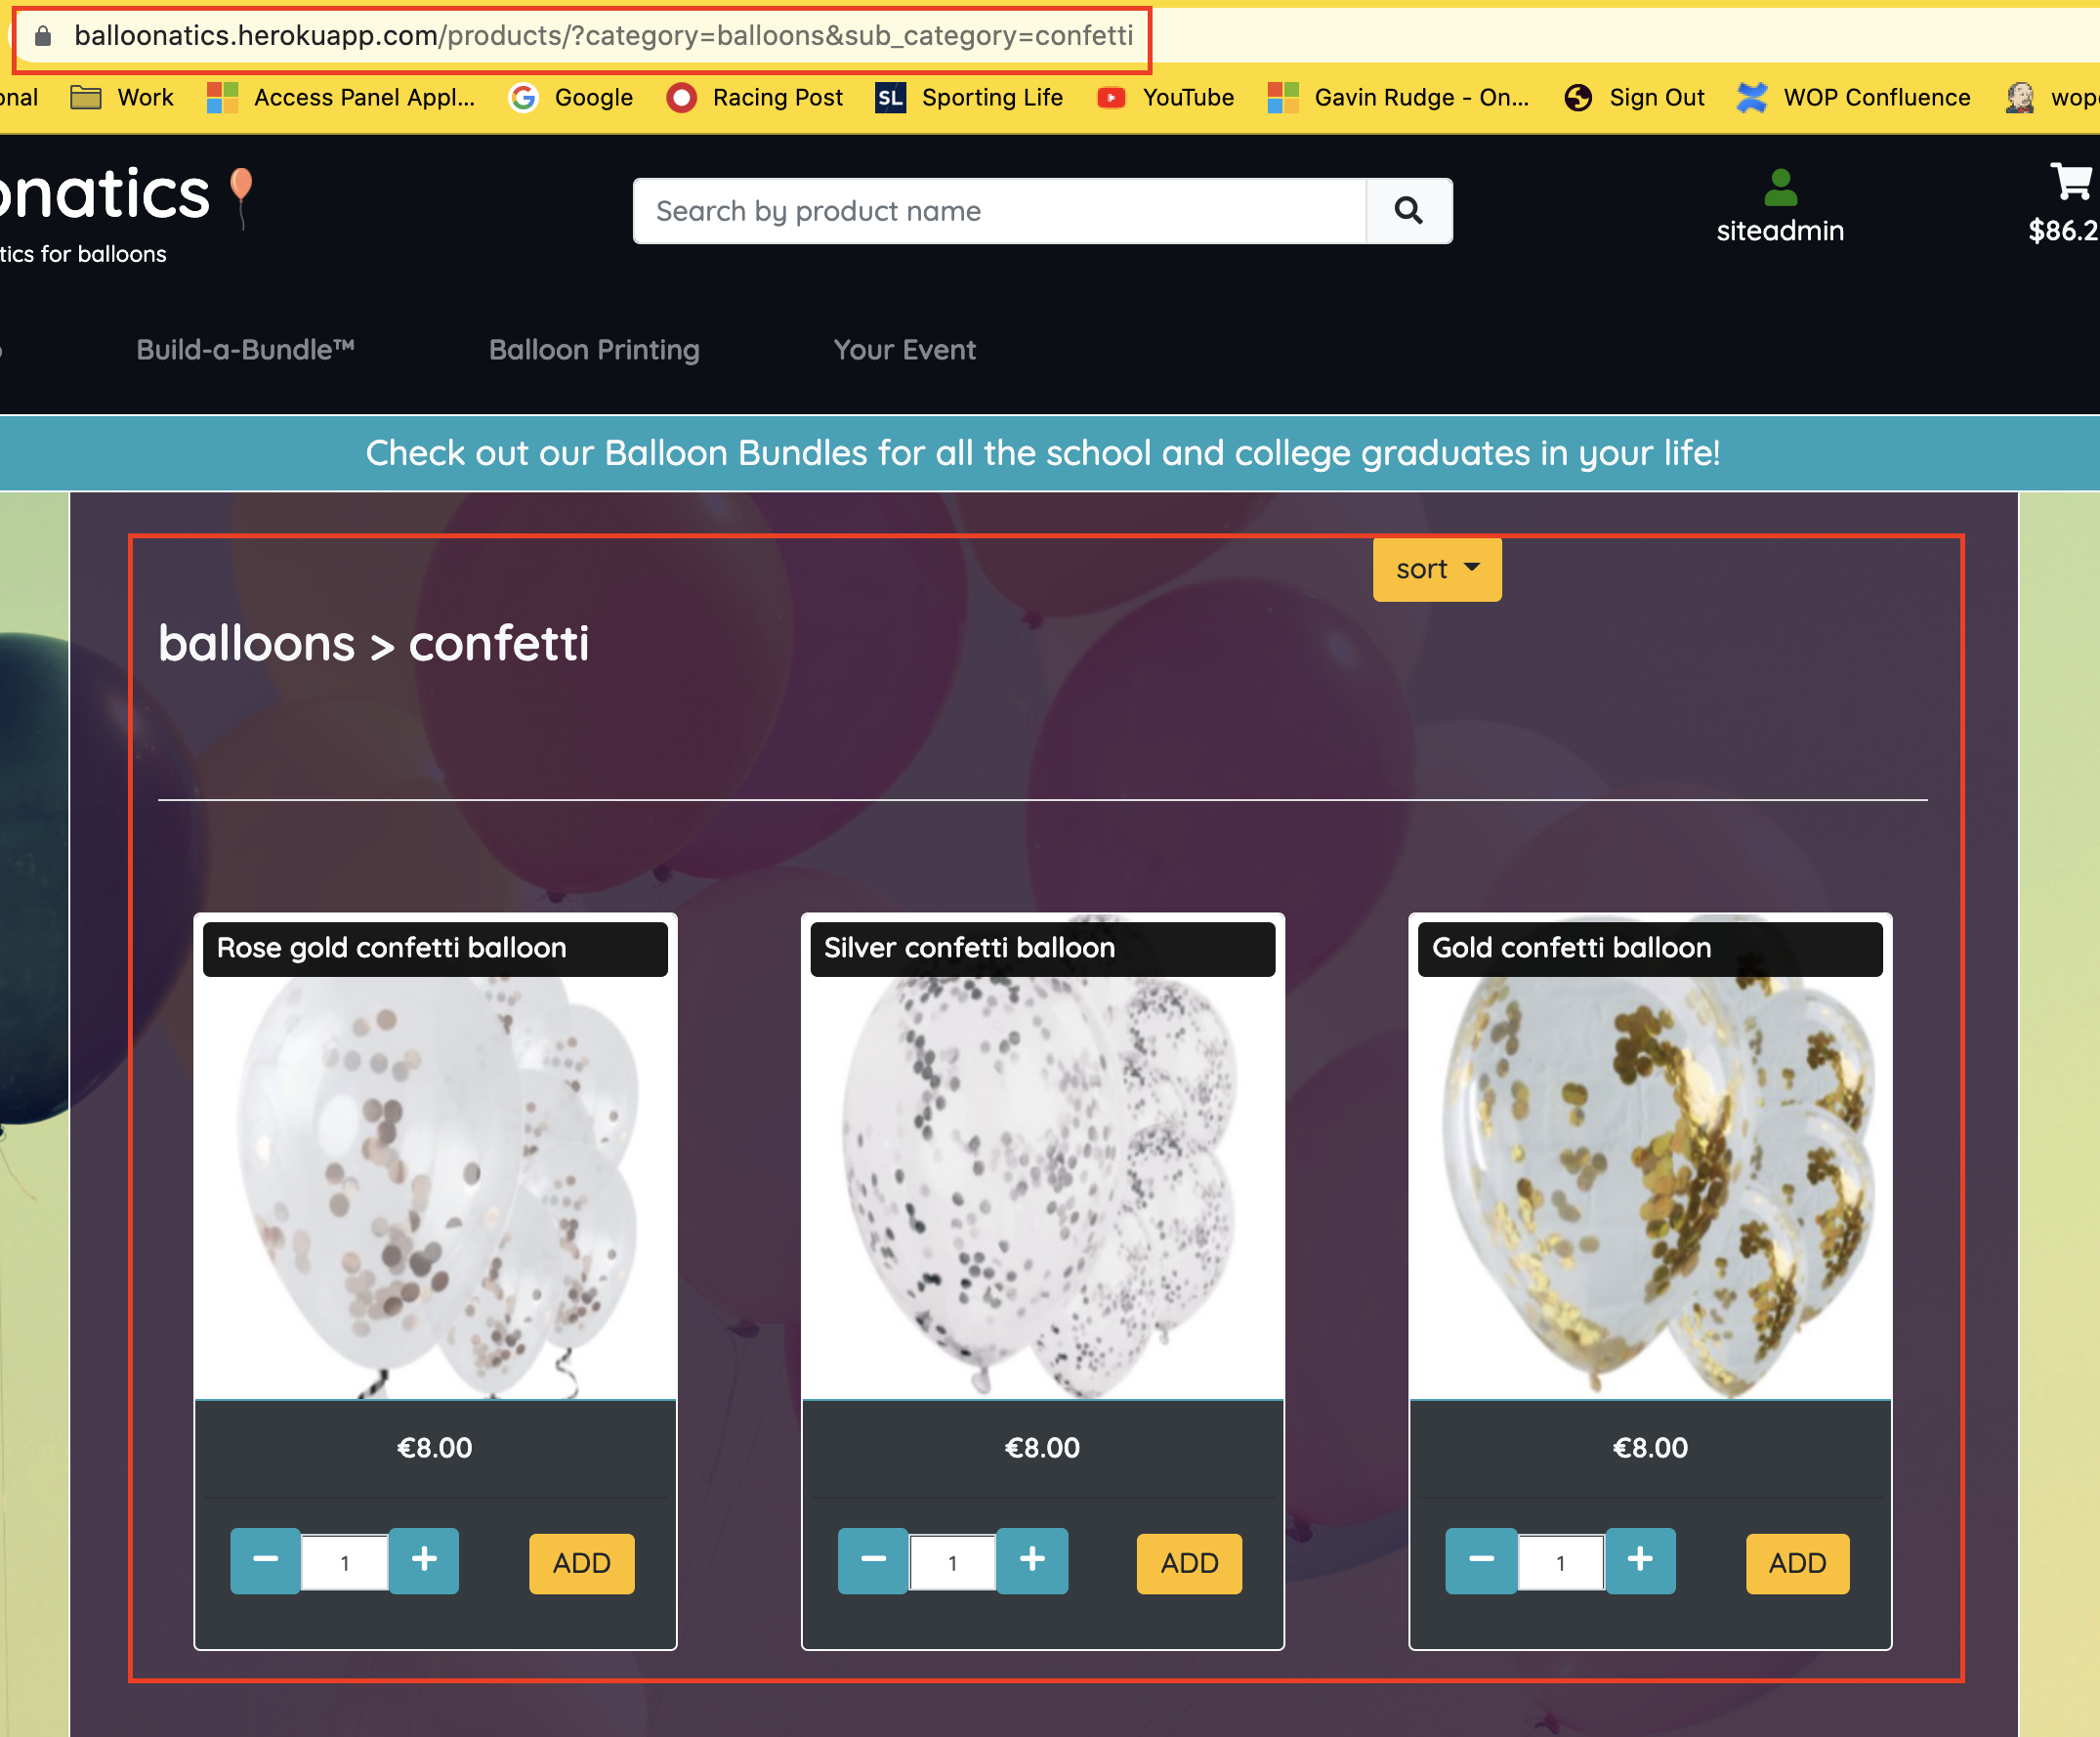 balloonatics.herokuapp.com/products/?category=balloons&sub_category=confetti
onal Work Access Panel Appl... Google Racing Post SL Sporting Life YouTube Gavin Rudge - On... Sign Out WOP Confluence wop
onatics
tics for balloons
Search by product name
siteadmin
$86.2
Build-a-Bundle™ Balloon Printing Your Event
Check out our Balloon Bundles for all the school and college graduates in your life!
sort
balloons > confetti
Rose gold confetti balloon
Silver confetti balloon
Gold confetti balloon
€8.00
€8.00
€8.00
1 ADD
1 ADD
1 ADD